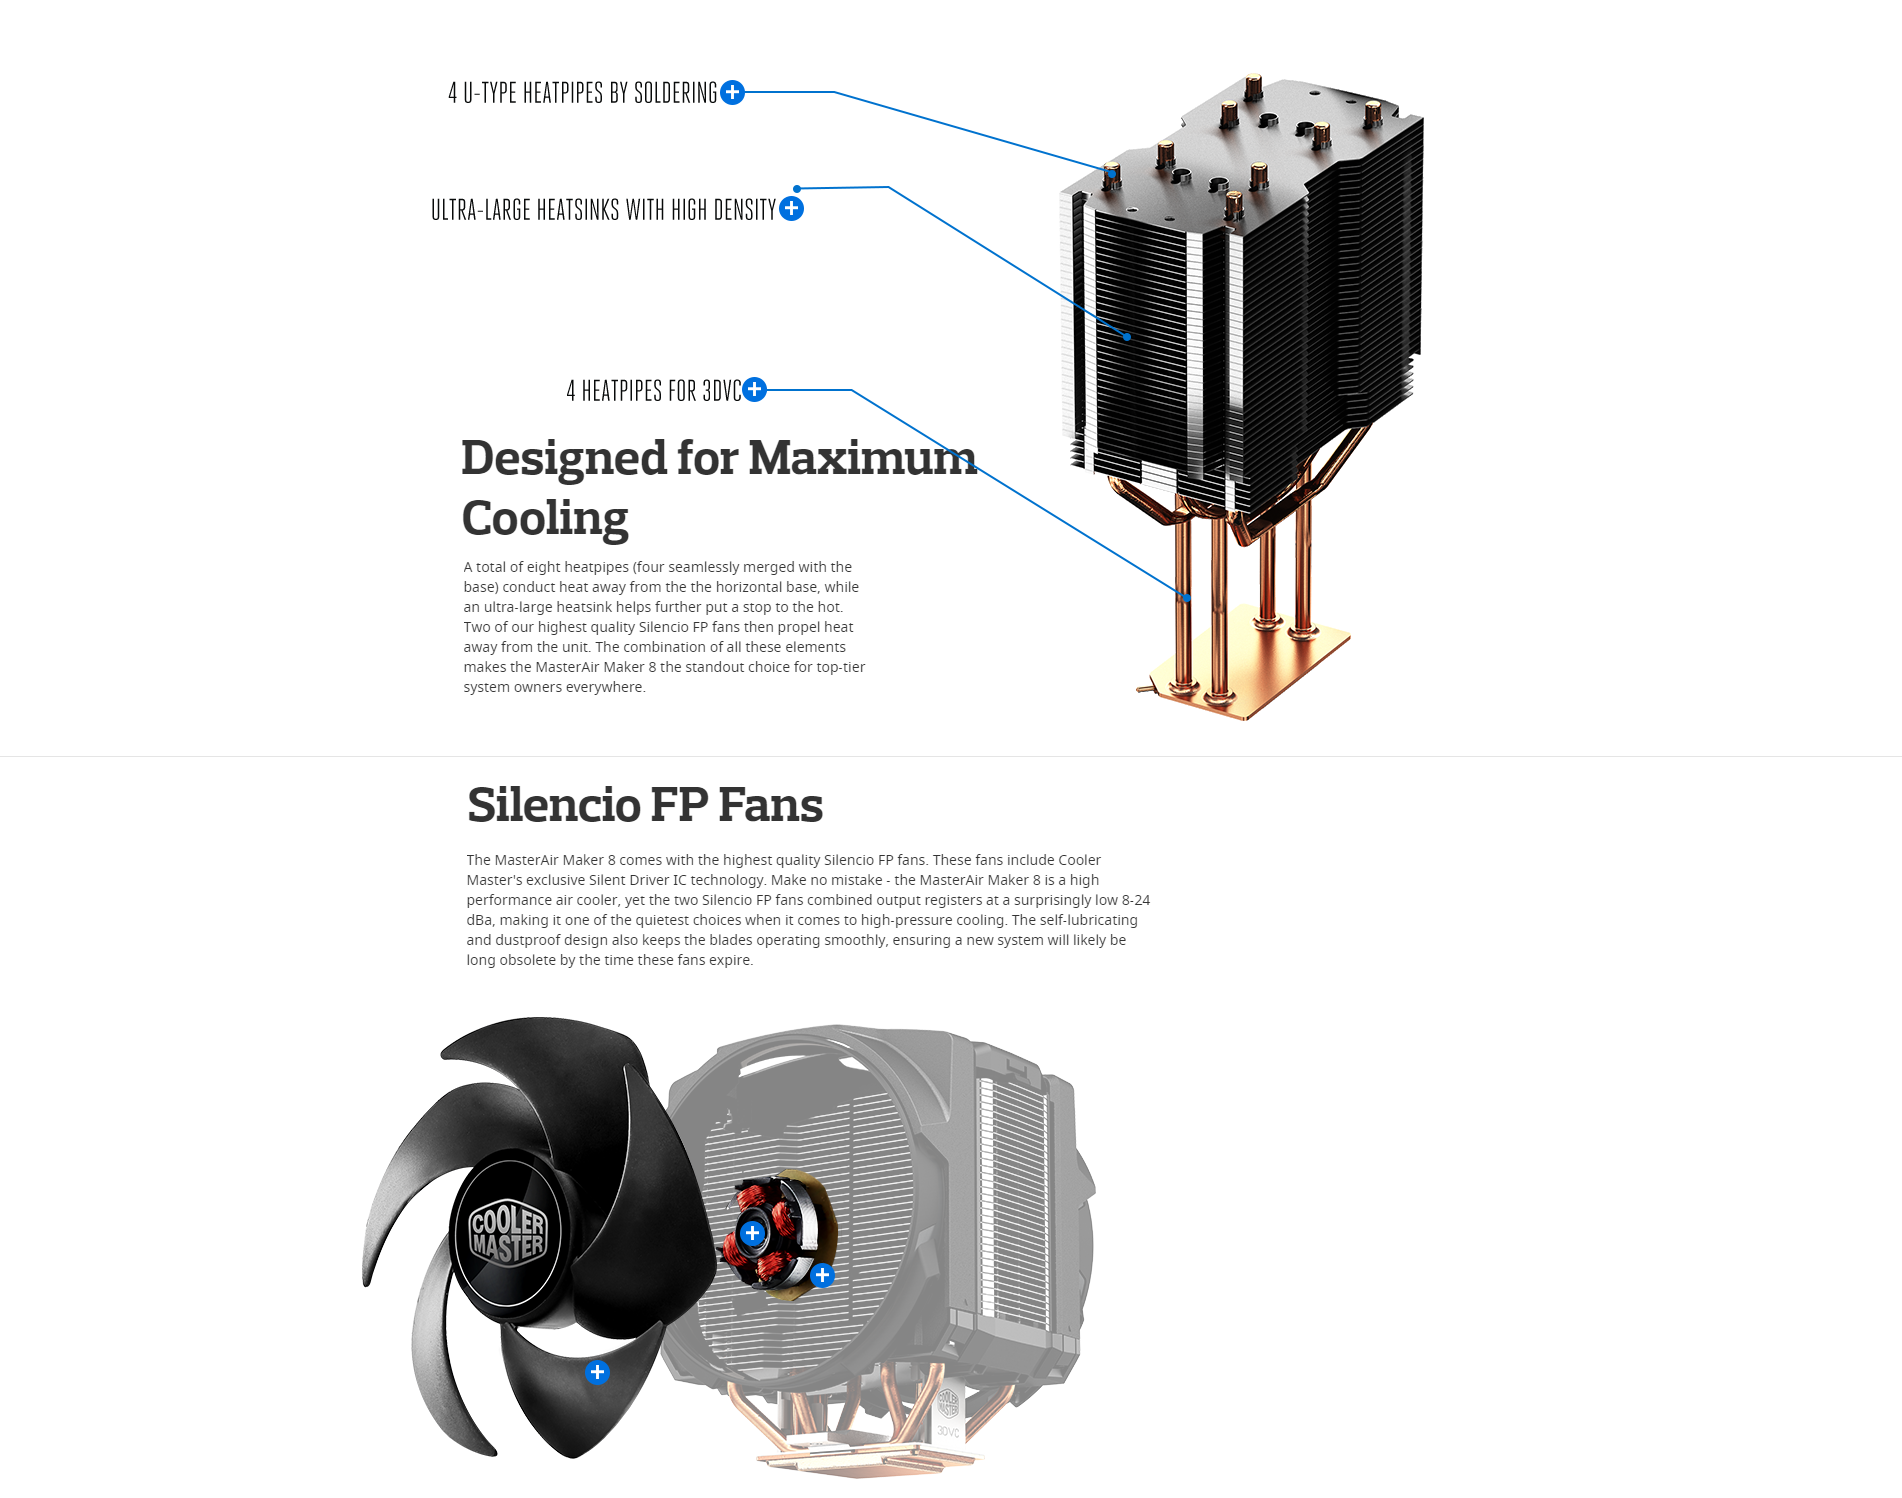 4 U-TYPE HEATPIPES BY SOLDERING
ULTRA-LARGE HEATSINKS WITH HIGH DENSITY
4 HEATPIPES FOR 3DVC
Designed for Maximum
Cooling
A total of eight heatpipes (four seamlessly merged with the
base) conduct heat away from the the horizontal base, while
an ultra-large heatsink helps further put a stop to the hot.
Two of our highest quality Silencio FP fans then propel heat
away from the unit. The combination of all these elements
makes the MasterAir Maker 8 the standout choice for top-tier
system owners everywhere.
Silencio FP Fans
The MasterAir Maker 8 comes with the highest quality Silencio FP fans. These fans include Cooler
Master's exclusive Silent Driver IC technology. Make no mistake - the MasterAir Maker 8 is a high
performance air cooler, yet the two Silencio FP fans combined output registers at a surprisingly low 8-24
dBa, making it one of the quietest choices when it comes to high-pressure cooling. The self-lubricating
and dustproof design also keeps the blades operating smoothly, ensuring a new system will likely be
long obsolete by the time these fans expire.
COOLER
MASTER
COOLER
MASTER
3DVC